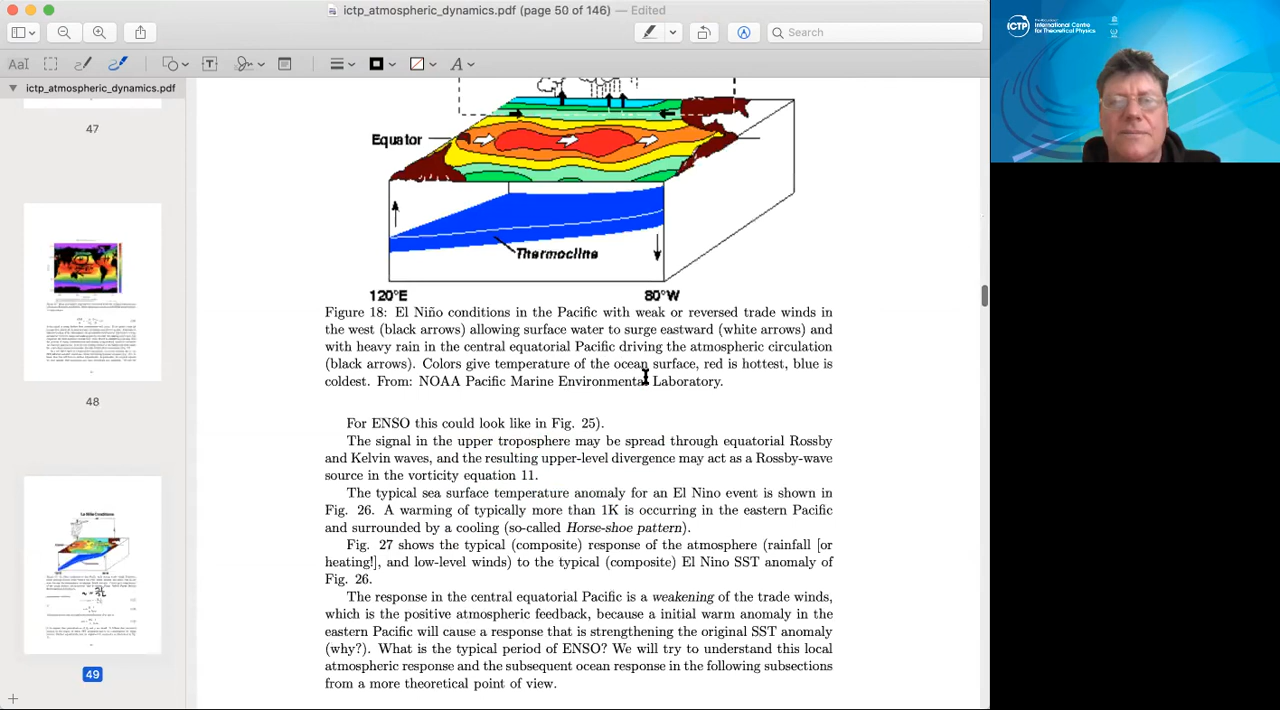 ictp_atmospheric_dynamics.pdf (page 50 of 146) — Edited
Search
ictp_atmospheric_dynamics.pdf
47
48
49
Equator
Thermocline
120°E
80°W
Figure 18: El Niño conditions in the Pacific with weak or reversed trade winds in
the west (black arrows) allowing surface water to surge eastward (white arrows) and
with heavy rain in the central equatorial Pacific driving the atmospheric circulation
(black arrows). Colors give temperature of the ocean surface, red is hottest, blue is
coldest. From: NOAA Pacific Marine Environmental Laboratory.
For ENSO this could look like in Fig. 25).
The signal in the upper troposphere may be spread through equatorial Rossby
and Kelvin waves, and the resulting upper-level divergence may act as a Rossby-wave
source in the vorticity equation 11.
The typical sea surface temperature anomaly for an El Nino event is shown in
Fig. 26. A warming of typically more than 1K is occurring in the eastern Pacific
and surrounded by a cooling (so-called Horse-shoe pattern).
Fig. 27 shows the typical (composite) response of the atmosphere (rainfall [or
heating!], and low-level winds) to the typical (composite) El Nino SST anomaly of
Fig. 26.
The response in the central equatorial Pacific is a weakening of the trade winds,
which is the positive atmospheric feedback, because a initial warm anomaly in the
eastern Pacific will cause a response that is strengthening the original SST anomaly
(why?). What is the typical period of ENSO? We will try to understand this local
atmospheric response and the subsequent ocean response in the following subsections
from a more theoretical point of view.
ICTP
International Centre
for Theoretical Physics